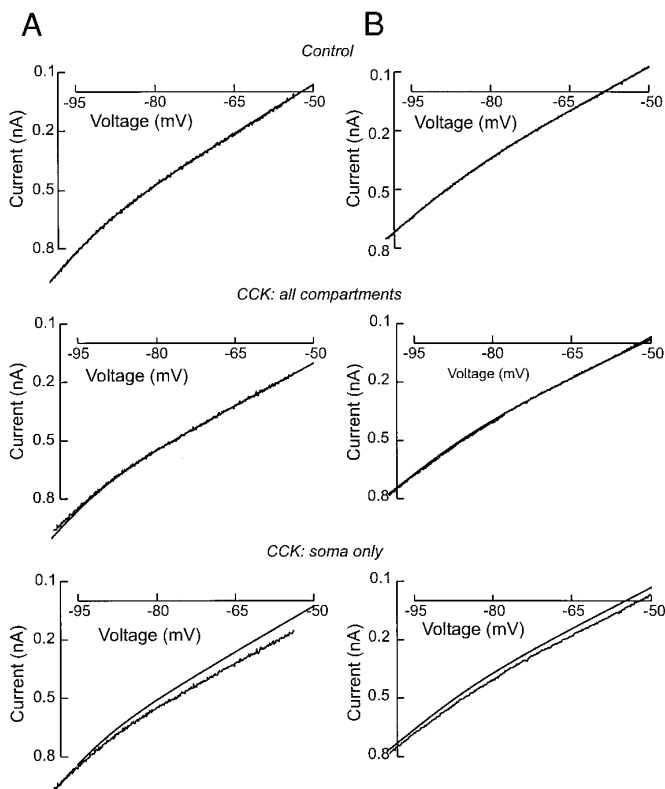 A B
Control
0.1 0.1
-95 -80 -65 -50 -95 -80 -65 -50
Voltage (mV) Voltage (mV)
0.2 0.2
Current (nA) Current (nA)
0.5 0.5
0.8 0.8
CCK: all compartments
0.1 0.1
-95 -80 -65 -50 -95 -80 -65 -50
Voltage (mV) Voltage (mV)
0.2 0.2
Current (nA) Current (nA)
0.5 0.5
0.8 0.8
CCK: soma only
0.1 0.1
-95 -80 -65 -50 -95 -80 -65 -50
Voltage (mV) Voltage (mV)
0.2 0.2
Current (nA) Current (nA)
0.5 0.5
0.8 0.8